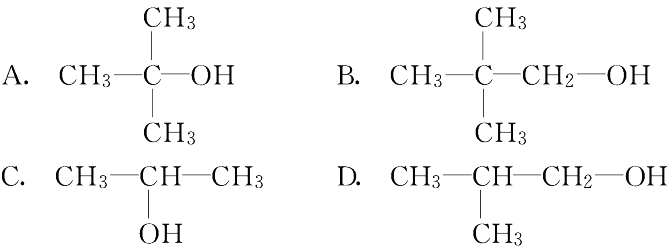 CH₃ CH₃
A. CH₃—C—OH B. CH₃—C—CH₂—OH
CH₃ CH₃
C. CH₃—CH—CH₃ D. CH₃—CH—CH₂—OH
OH CH₃